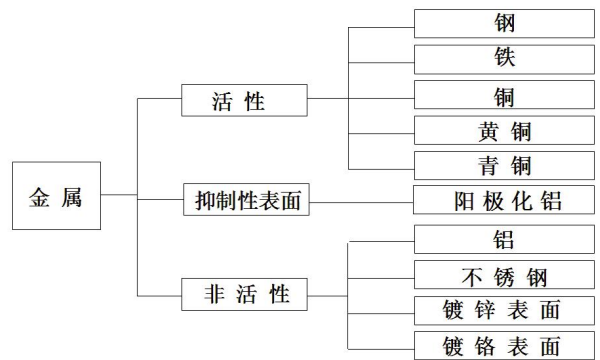 金属
活性
钢
铁
铜
黄铜
青铜
抑制性表面
阳极化铝
非活性
铝
不锈钢
镀锌表面
镀铬表面